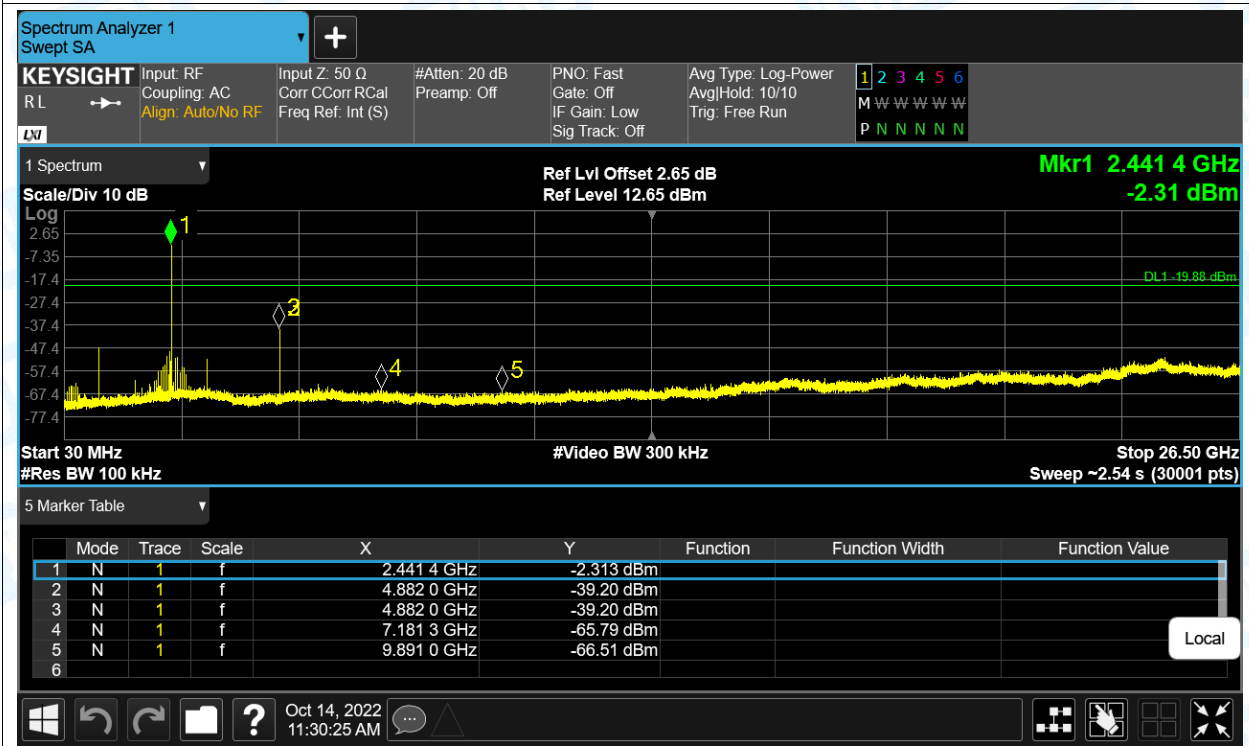 Spectrum Analyzer 1
Swept SA
KEYSIGHT Input: RF Input Z: 50 Ω #Atten: 20 dB PNO: Fast Avg Type: Log-Power 1 2 3 4 5 6
R L Coupling: AC Corr CCorr RCal Preamp: Off Gate: Off Avg|Hold: 10/10 M W W W W W W
Align: Auto/No RF Freq Ref: Int (S) IF Gain: Low Trig: Free Run
LXI Sig Track: Off P N N N N N N
1 Spectrum Ref Lvl Offset 2.65 dB Mkr1 2.441 4 GHz
Scale/Div 10 dB Ref Level 12.65 dBm -2.31 dBm
Log
1
2.65
-7.35
-17.4 DL1 -19.88 dBm
-27.4
3
-37.4
-47.4
-57.4 4 5
-67.4
-77.4
Start 30 MHz #Video BW 300 kHz Stop 26.50 GHz
#Res BW 100 kHz Sweep ~2.54 s (30001 pts)
5 Marker Table
Mode Trace Scale X Y Function Function Width Function Value
1 N 1 f 2.441 4 GHz -2.313 dBm
2 N 1 f 4.882 0 GHz -39.20 dBm
3 N 1 f 4.882 0 GHz -39.20 dBm
4 N 1 f 7.181 3 GHz -65.79 dBm
5 N 1 f 9.891 0 GHz -66.51 dBm
6
Local
? Oct 14, 2022
11:30:25 AM